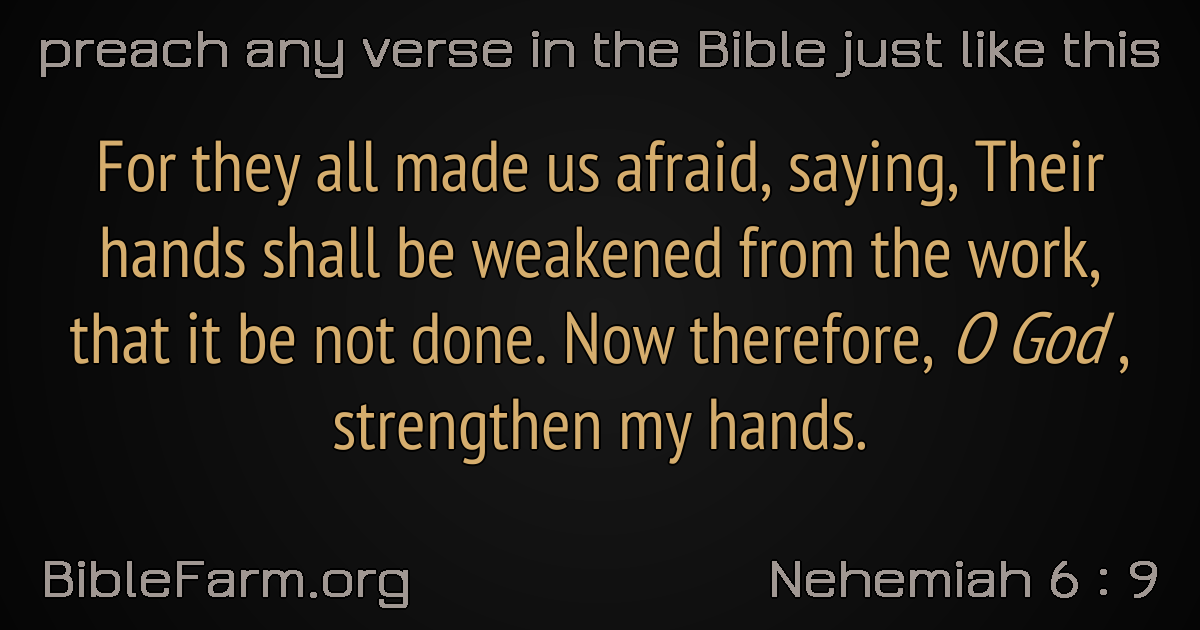 preach any verse in the Bible just like this
For they all made us afraid, saying, Their
hands shall be weakened from the work,
that it be not done. Now therefore, O God ,
strengthen my hands.
BibleFarm.org
Nehemiah 6 : 9